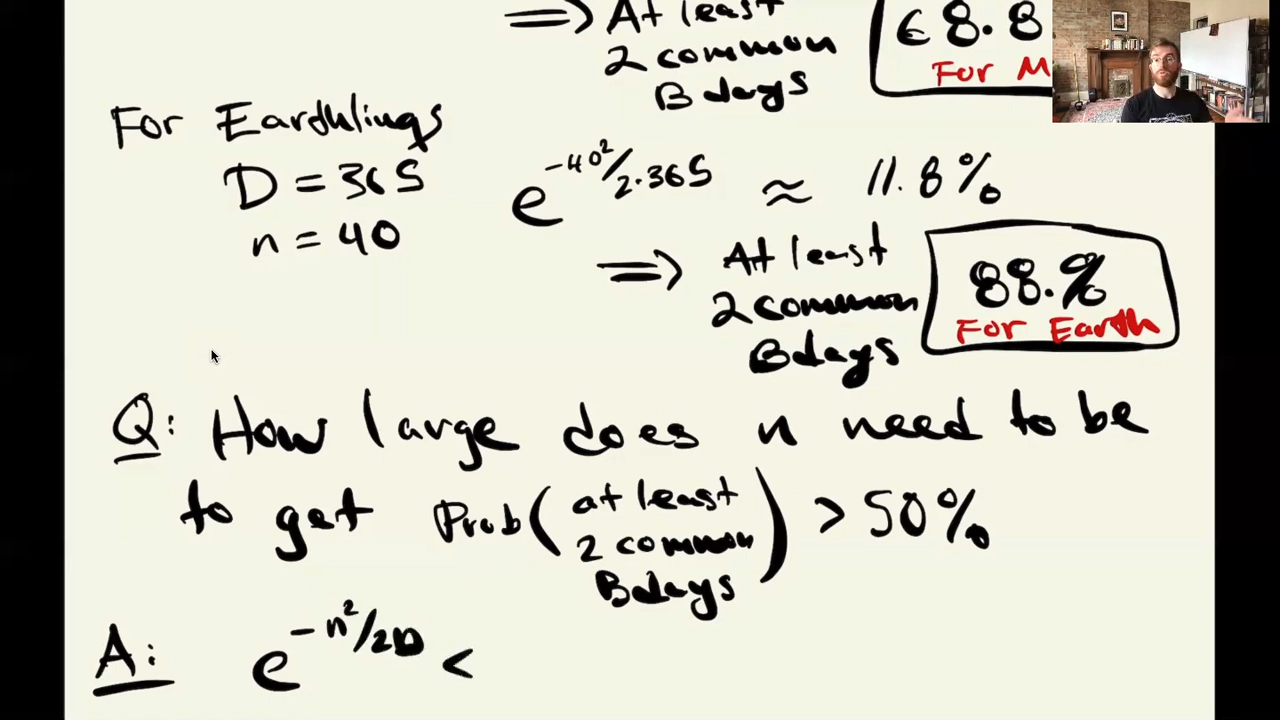 => At least
2 common
Bdays
68.8
For M
For Earthlings
D = 365
n = 40
e^{-40²/2·365} ≈ 11.8%
=> At least
2 common
Bdays
88.%
For Earth
Q: How large does n need to be
to get Prob(at least
2 common
Bdays) > 50%
A: e^{-n²/2D} <